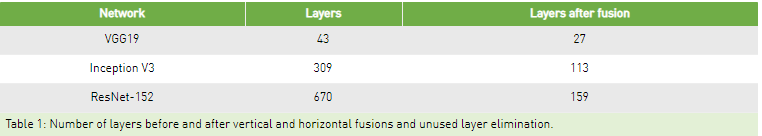 Network Layers Layers after fusion
VGG19 43 27
Inception V3 309 113
ResNet-152 670 159
Table 1: Number of layers before and after vertical and horizontal fusions and unused layer elimination.